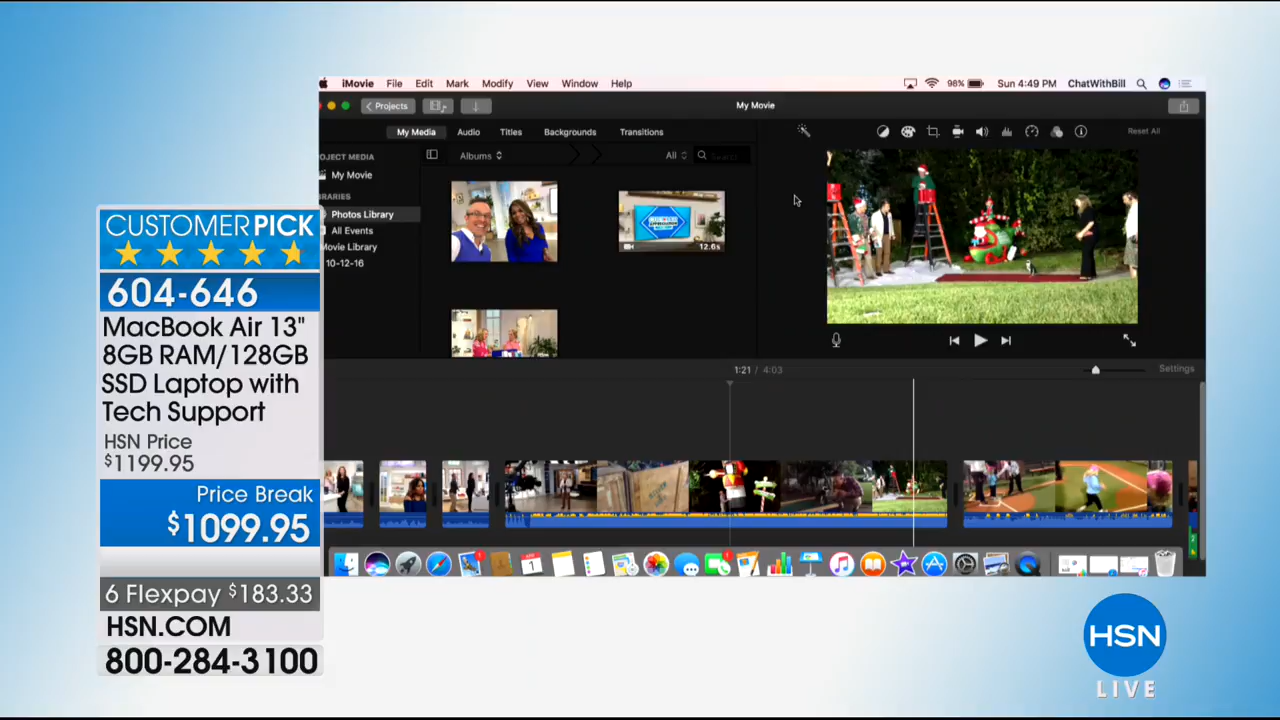 CUSTOMER PICK
604-646
MacBook Air 13"
8GB RAM/128GB
SSD Laptop with
Tech Support
HSN Price
$1199.95
Price Break
$1099.95
6 Flexpay $183.33
HSN.COM
800-284-3100
iMovie File Edit Mark Modify View Window Help 98% Sun 4:49 PM ChatWithBill
Projects My Movie
My Media Audio Titles Backgrounds Transitions Reset All
ROJECT MEDIA
My Movie
BRARIES
Photos Library
All Events
Movie Library
10-12-16
Albums All Search
12.6s
1:21 / 4:03 Settings
HSN
LIVE